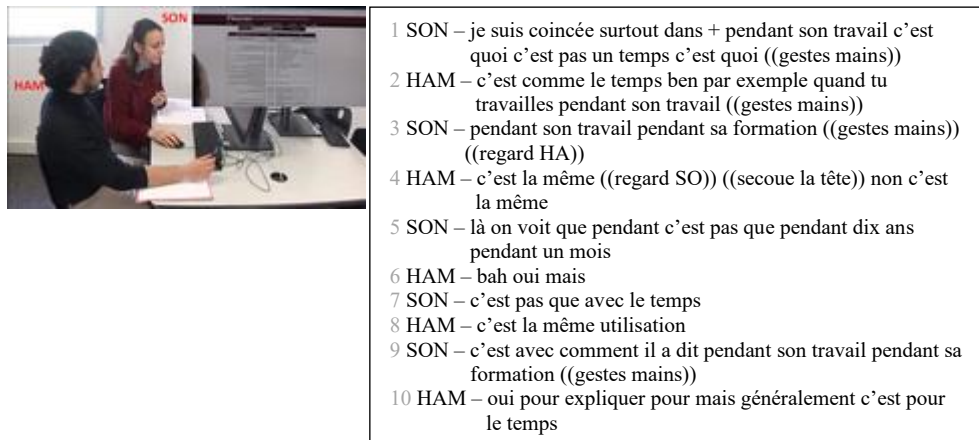 SON
HAM
1 SON – je suis coincée surtout dans + pendant son travail c'est
quoi c'est pas un temps c'est quoi ((gestes mains))
2 HAM – c'est comme le temps ben par exemple quand tu
travailles pendant son travail ((gestes mains))
3 SON – pendant son travail pendant sa formation ((gestes mains))
((regard HA))
4 HAM – c'est la même ((regard SO)) ((secoue la tête)) non c'est
la même
5 SON – là on voit que pendant c'est pas que pendant dix ans
pendant un mois
6 HAM – bah oui mais
7 SON – c'est pas que avec le temps
8 HAM – c'est la même utilisation
9 SON – c'est avec comment il a dit pendant son travail pendant sa
formation ((gestes mains))
10 HAM – oui pour expliquer pour mais généralement c'est pour
le temps